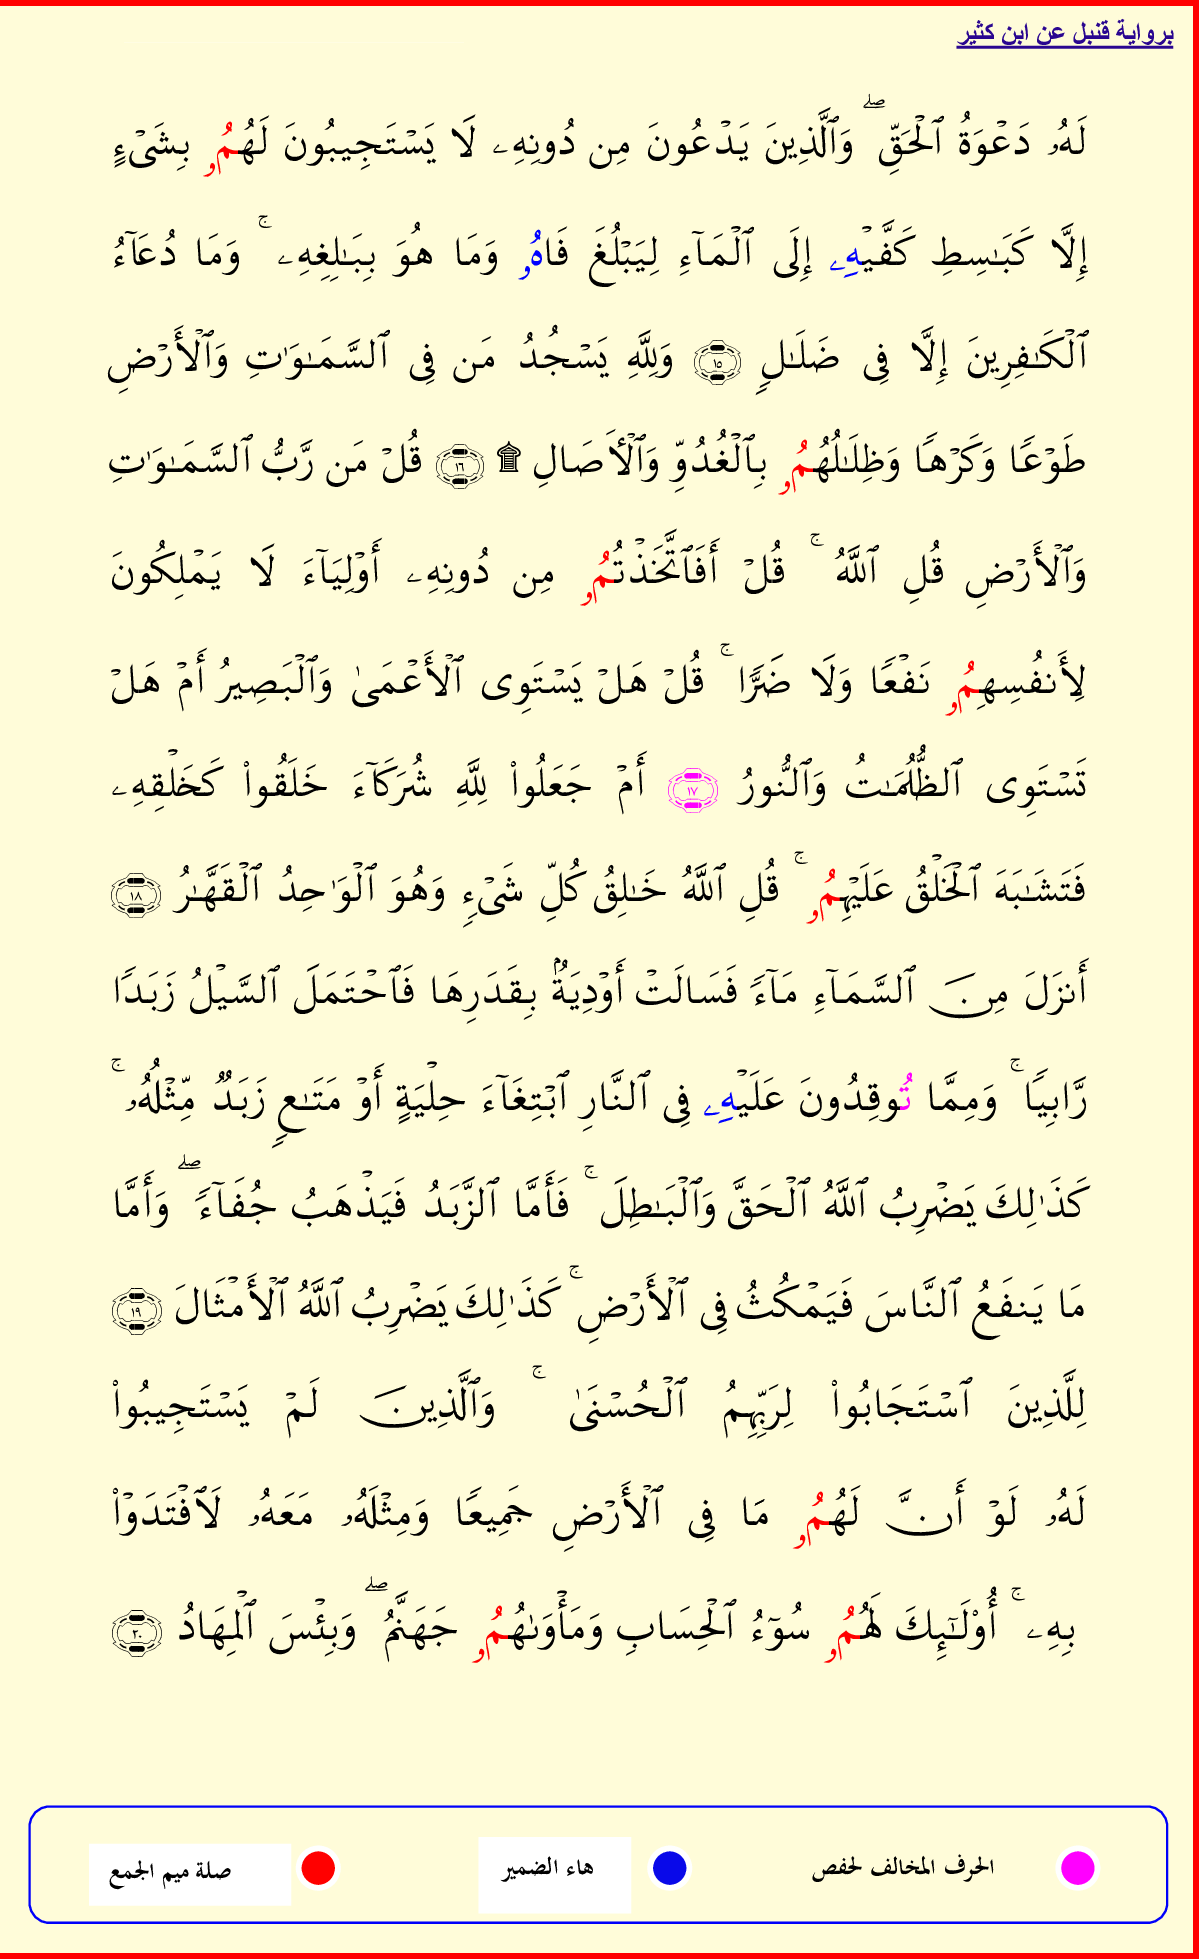 برواية قنبل عن ابن كثير
لَهُۥ دَعْوَةُ ٱلْحَقِّ ۖ وَٱلَّذِينَ يَدْعُونَ مِن دُونِهِۦ لَا يَسْتَجِيبُونَ لَهُمُۥ بِشَىْءٍ
إِلَّا كَبَٰسِطِ كَفَّيْهِۦ إِلَى ٱلْمَآءِ لِيَبْلُغَ فَاهُۥ وَمَا هُوَ بِبَٰلِغِهِۦ ۚ وَمَا دُعَآءُ
ٱلْكَٰفِرِينَ إِلَّا فِى ضَلَٰلٍ ١٥ وَلِلَّهِ يَسْجُدُ مَن فِى ٱلسَّمَٰوَٰتِ وَٱلْأَرْضِ
طَوْعًا وَكَرْهًا وَظِلَٰلُهُمُۥ بِٱلْغُدُوِّ وَٱلْأَصَالِ ۩ ١٦ قُلْ مَن رَّبُّ ٱلسَّمَٰوَٰتِ
وَٱلْأَرْضِ قُلِ ٱللَّهُ ۚ قُلْ أَفَٱتَّخَذْتُمُۥ مِن دُونِهِۦ أَوْلِيَآءَ لَا يَمْلِكُونَ
لِأَنفُسِهِمُۥ نَفْعًا وَلَا ضَرًّا ۚ قُلْ هَلْ يَسْتَوِى ٱلْأَعْمَىٰ وَٱلْبَصِيرُ أَمْ هَلْ
تَسْتَوِى ٱلظُّلُمَٰتُ وَٱلنُّورُ ١٧ أَمْ جَعَلُوا۟ لِلَّهِ شُرَكَآءَ خَلَقُوا۟ كَخَلْقِهِۦ
فَتَشَٰبَهَ ٱلْخَلْقُ عَلَيْهِمُۥ ۚ قُلِ ٱللَّهُ خَٰلِقُ كُلِّ شَىْءٍ وَهُوَ ٱلْوَٰحِدُ ٱلْقَهَّٰرُ ١٨
أَنزَلَ مِنَ ٱلسَّمَآءِ مَآءً فَسَالَتْ أَوْدِيَةٌۢ بِقَدَرِهَا فَٱحْتَمَلَ ٱلسَّيْلُ زَبَدًا
رَّابِيًا ۚ وَمِمَّا تُوقِدُونَ عَلَيْهِۦ فِى ٱلنَّارِ ٱبْتِغَآءَ حِلْيَةٍ أَوْ مَتَٰعٍ زَبَدٌ مِّثْلُهُۥ ۚ
كَذَٰلِكَ يَضْرِبُ ٱللَّهُ ٱلْحَقَّ وَٱلْبَٰطِلَ ۚ فَأَمَّا ٱلزَّبَدُ فَيَذْهَبُ جُفَآءً ۖ وَأَمَّا
مَا يَنفَعُ ٱلنَّاسَ فَيَمْكُثُ فِى ٱلْأَرْضِ ۚ كَذَٰلِكَ يَضْرِبُ ٱللَّهُ ٱلْأَمْثَالَ ١٩
لِلَّذِينَ ٱسْتَجَابُوا۟ لِرَبِّهِمُ ٱلْحُسْنَىٰ ۚ وَٱلَّذِينَ لَمْ يَسْتَجِيبُوا۟
لَهُۥ لَوْ أَنَّ لَهُمُۥ مَا فِى ٱلْأَرْضِ جَمِيعًا وَمِثْلَهُۥ مَعَهُۥ لَٱفْتَدَوْا۟
بِهِۦ ۚ أُو۟لَٰٓئِكَ لَهُمُۥ سُوٓءُ ٱلْحِسَابِ وَمَأْوَىٰهُمُۥ جَهَنَّمُ ۖ وَبِئْسَ ٱلْمِهَادُ ٢٠
الحرف المخالف لحفص هاء الضمير صلة ميم الجمع